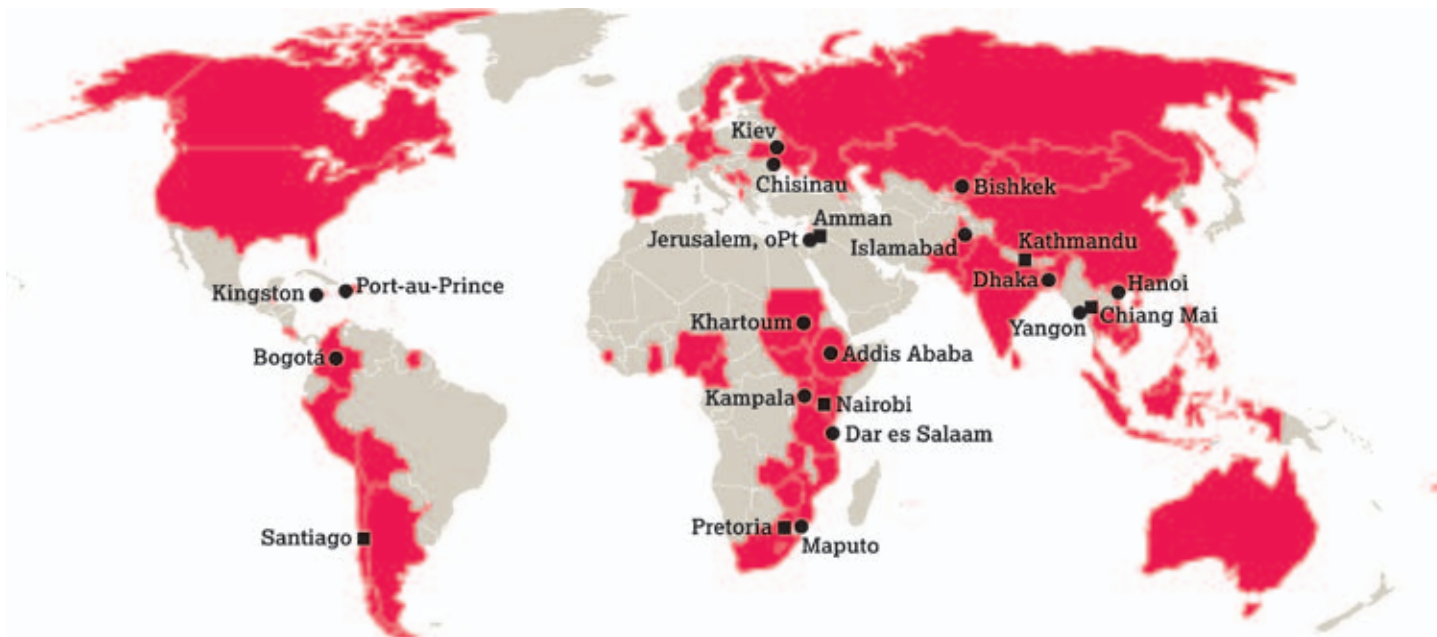 Kiev
Chisinau
Bishkek
Amman
Jerusalem, oPt
Islamabad
Kathmandu
Dhaka
Hanoi
Kingston
Port-au-Prince
Yangon
Chiang Mai
Khartoum
Bogotá
Addis Ababa
Kampala
Nairobi
Dar es Salaam
Pretoria
Maputo
Santiago